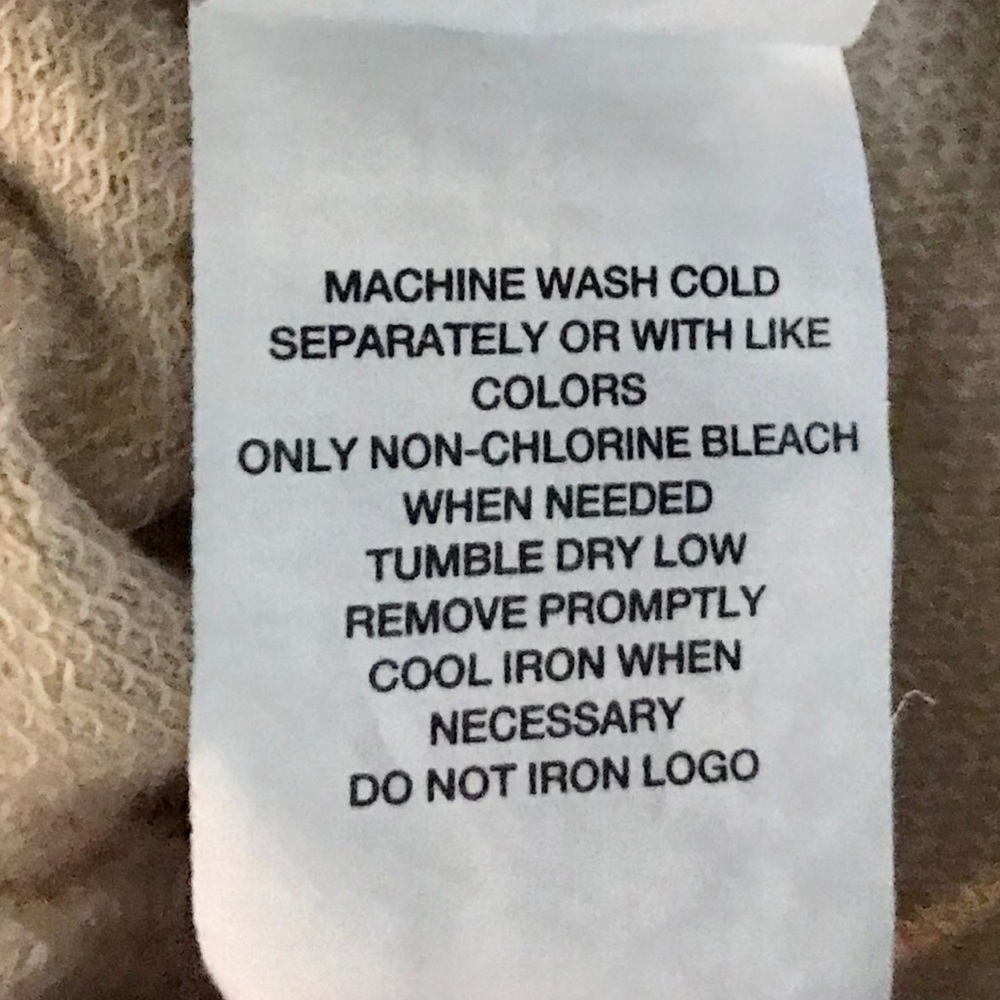 MACHINE WASH COLD
SEPARATELY OR WITH LIKE
COLORS
ONLY NON-CHLORINE BLEACH
WHEN NEEDED
TUMBLE DRY LOW
REMOVE PROMPTLY
COOL IRON WHEN
NECESSARY
DO NOT IRON LOGO